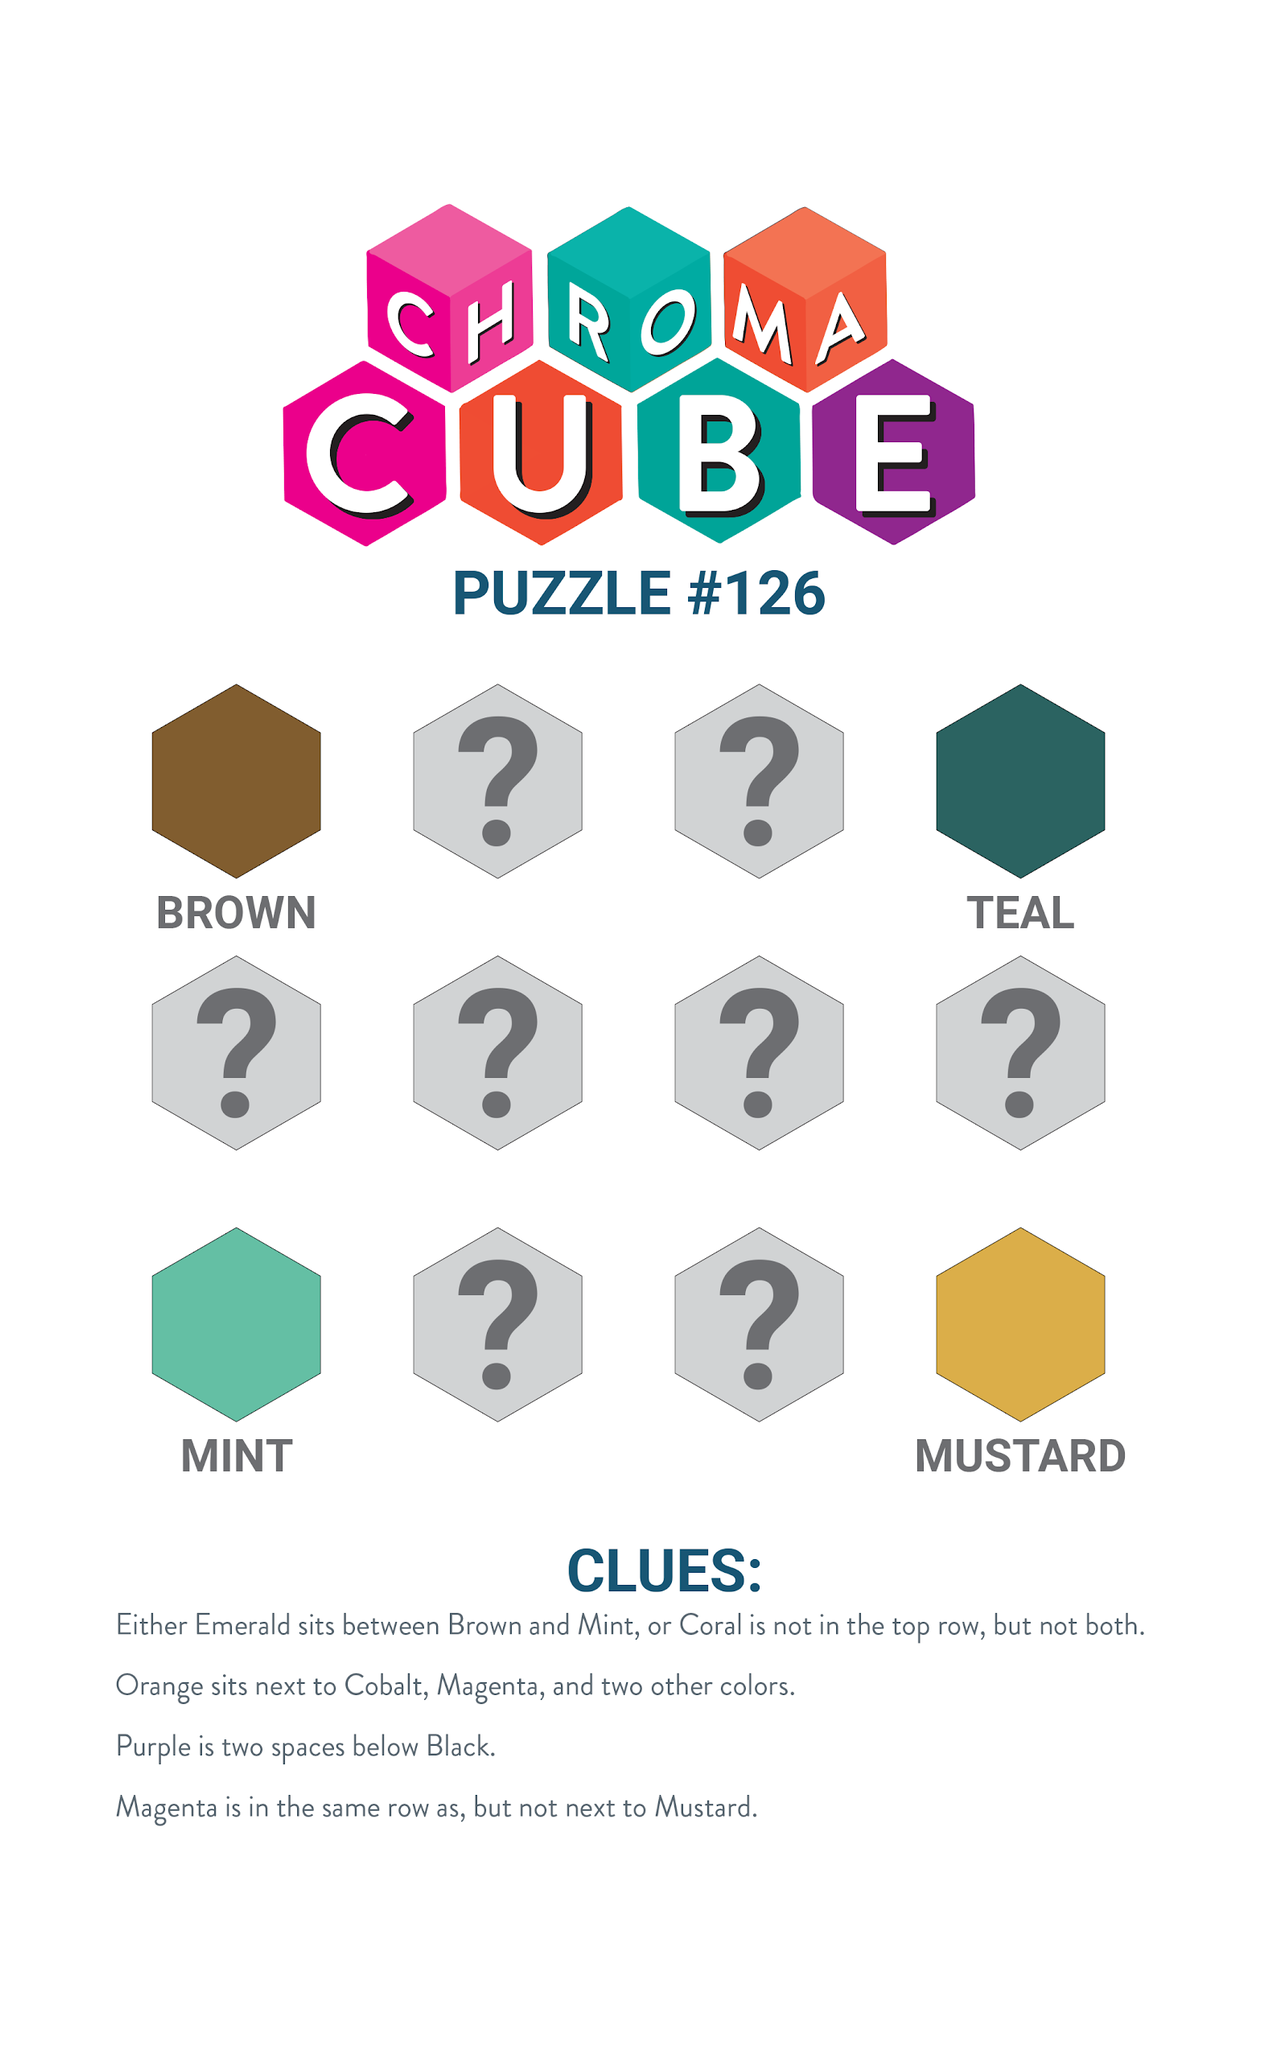 CHROMA
CUBE
PUZZLE #126
? ?
BROWN TEAL
? ? ? ?
? ?
MINT MUSTARD
CLUES:
Either Emerald sits between Brown and Mint, or Coral is not in the top row, but not both.
Orange sits next to Cobalt, Magenta, and two other colors.
Purple is two spaces below Black.
Magenta is in the same row as, but not next to Mustard.